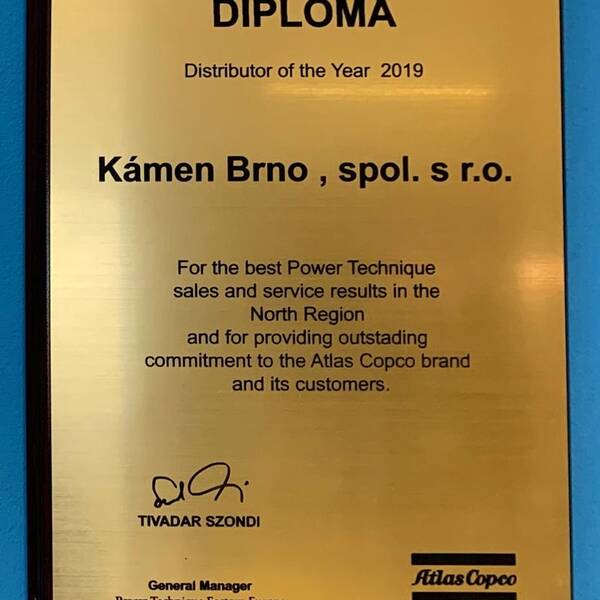 DIPLOMA
Distributor of the Year 2019
Kámen Brno , spol. s r.o.
For the best Power Technique
sales and service results in the
North Region
and for providing outstading
commitment to the Atlas Copco brand
and its customers.
TIVADAR SZONDI
General Manager
Atlas Copco